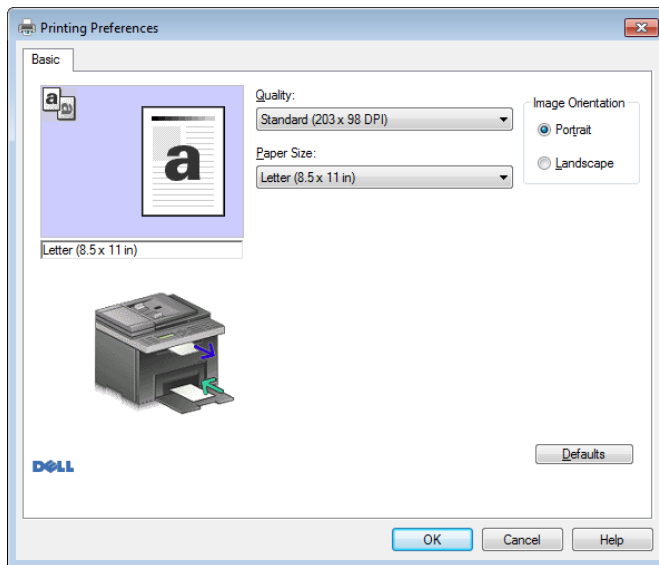 Printing Preferences
Basic
a
a
a
Letter (8.5 x 11 in)
Quality:
Standard (203 x 98 DPI)
Paper Size:
Letter (8.5 x 11 in)
Image Orientation
Portrait
Landscape
DELL
Defaults
OK Cancel Help